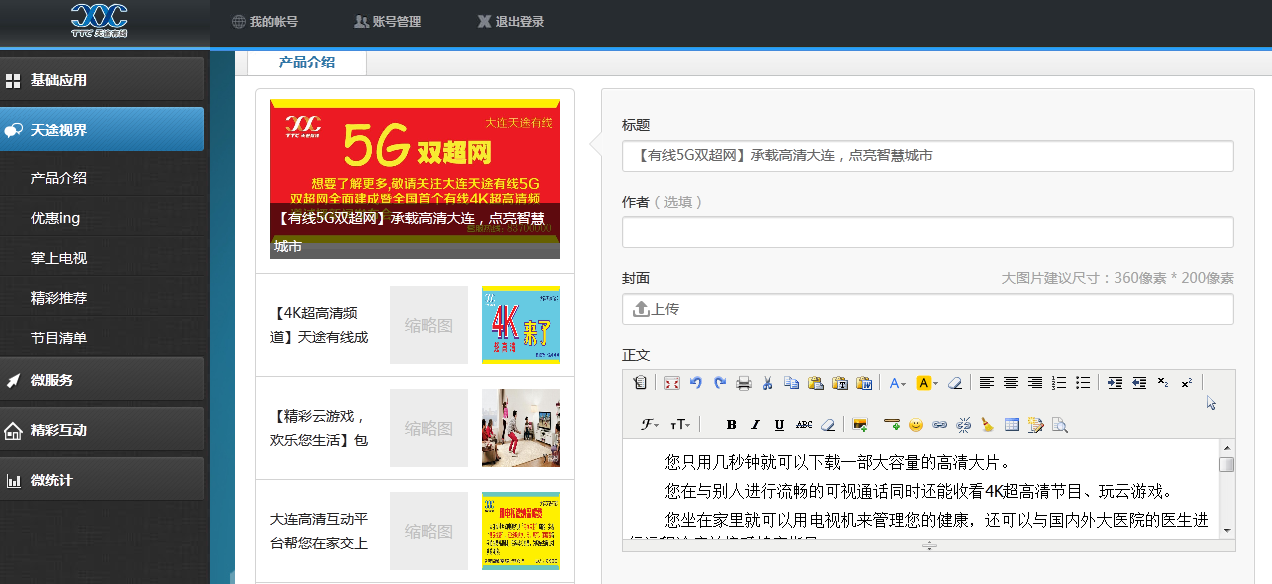 TTC 天途有线
我的帐号
账号管理
退出登录
基础应用
天途视界
产品介绍
优惠ing
掌上电视
精彩推荐
节目清单
微服务
精彩互动
微统计
产品介绍
大连天途有线
5G 双超网
想要了解更多,敬请关注大连天途有线5G
双超网全面建成暨全国首个有线4K超高清频
【有线5G双超网】承载高清大连，点亮智慧
城市
【4K超高清频
道】天途有线成
缩略图
4K
来了
超高清
【精彩云游戏，
欢乐您生活】包
缩略图
大连高清互动平
台帮您在家交上
缩略图
标题
【有线5G双超网】承载高清大连，点亮智慧城市
作者（选填）
封面
大图片建议尺寸：360像素 * 200像素
上传
正文
您只用几秒钟就可以下载一部大容量的高清大片。
您在与别人进行流畅的可视通话同时还能收看4K超高清节目、玩云游戏。
您坐在家里就可以用电视机来管理您的健康，还可以与国内外大医院的医生进